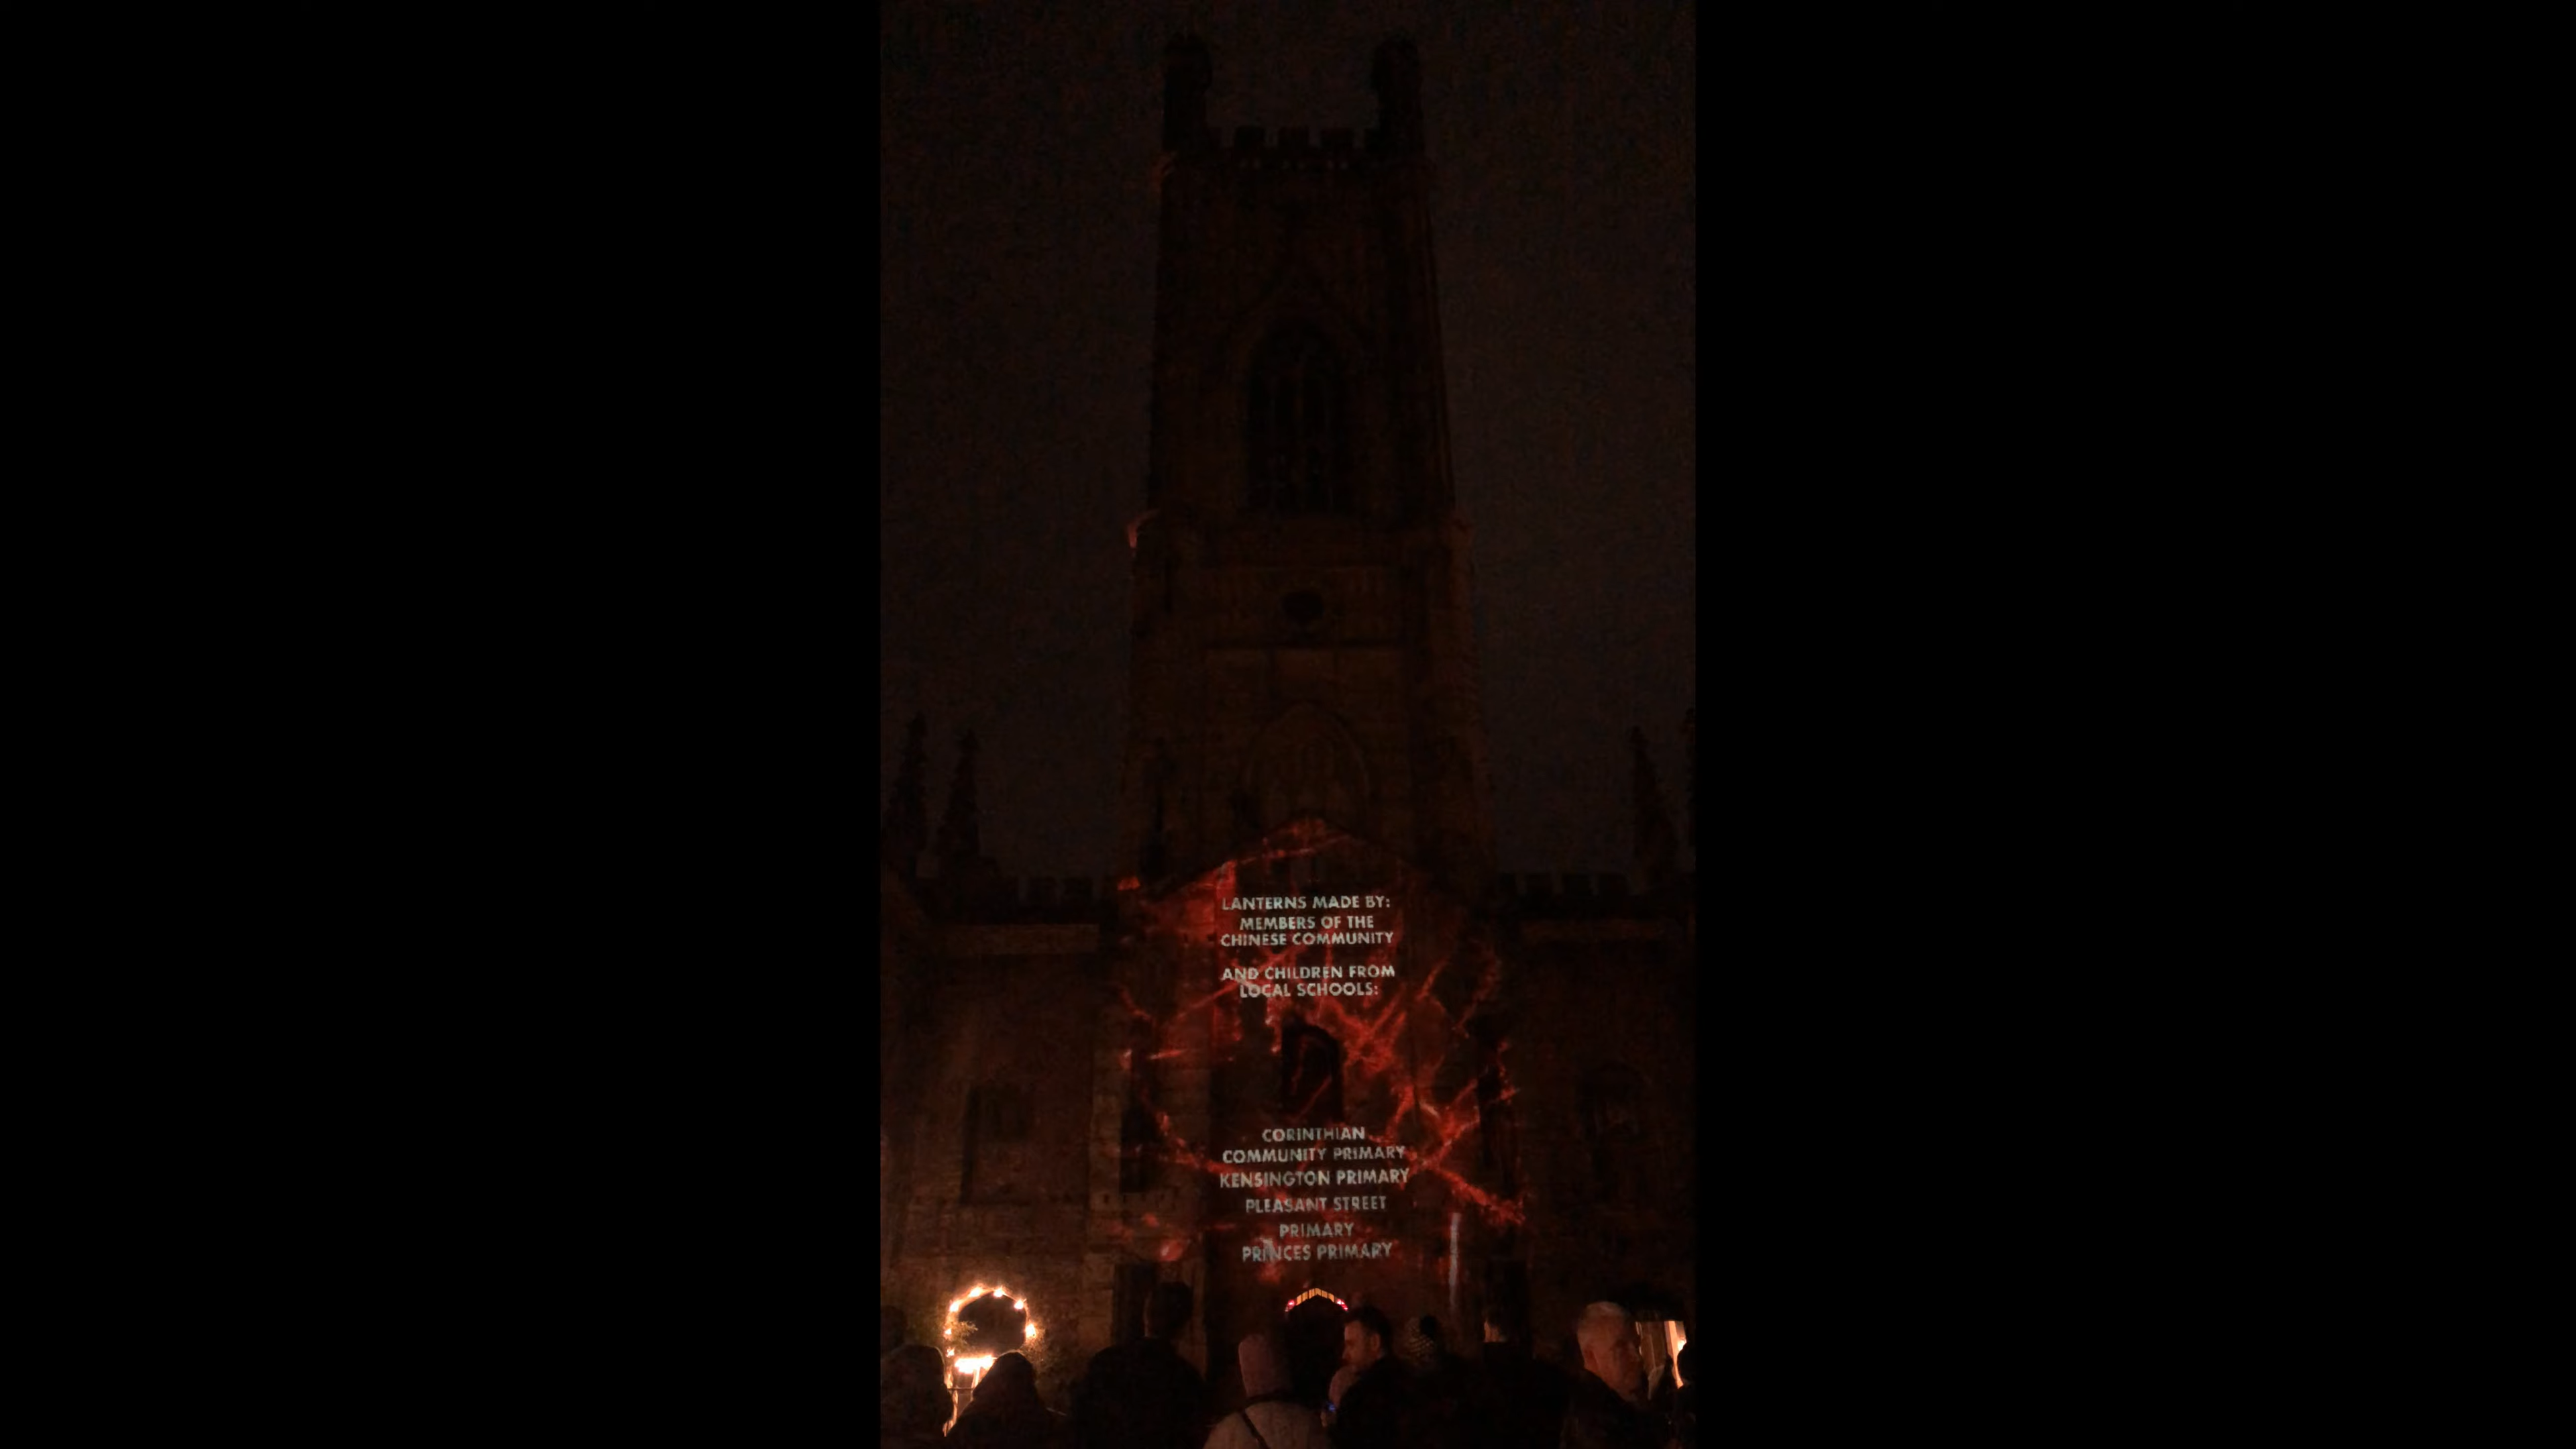 LANTERNS MADE BY:
MEMBERS OF THE
CHINESE COMMUNITY
AND CHILDREN FROM
LOCAL SCHOOLS:
CORINTHIAN
COMMUNITY PRIMARY
KENSINGTON PRIMARY
PLEASANT STREET
PRIMARY
PRINCES PRIMARY